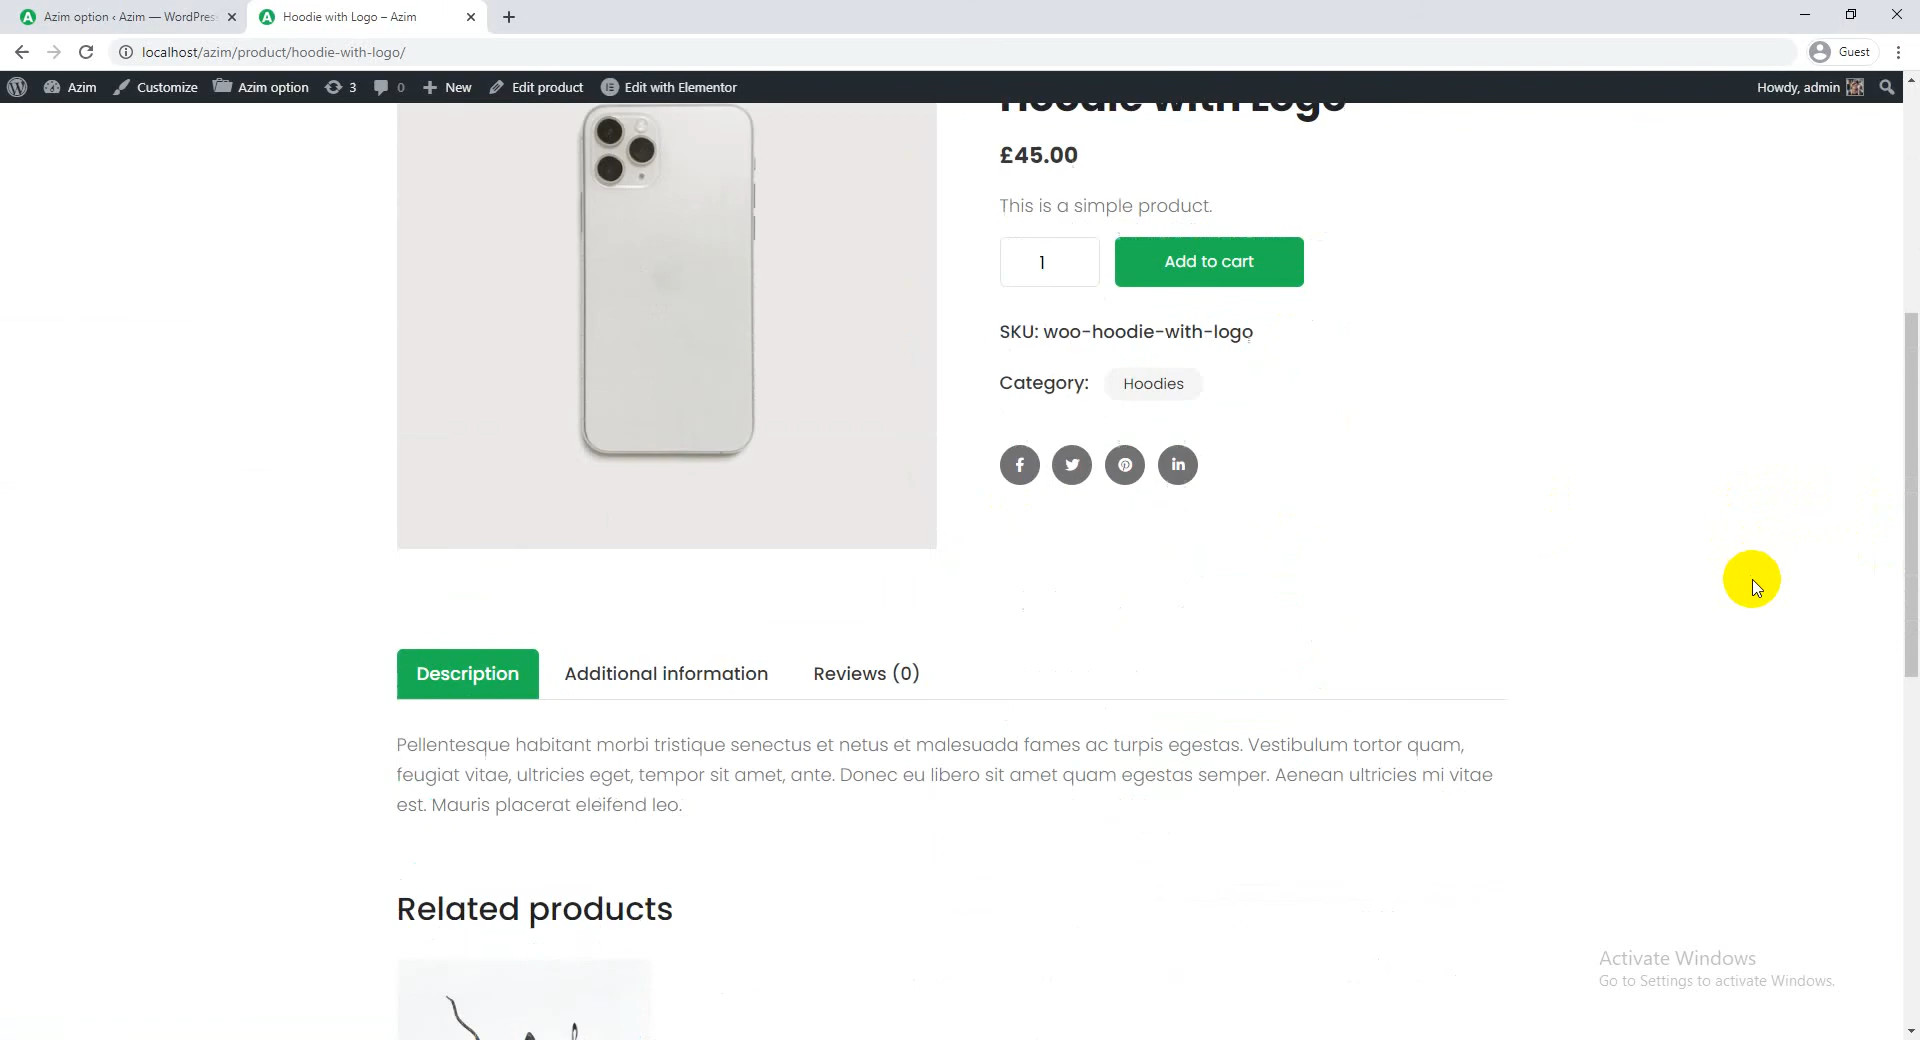 Azim option ‹ Azim — WordPres
Hoodie with Logo – Azim
localhost/azim/product/hoodie-with-logo/
Guest
Azim
Customize
Azim option
3
0
New
Edit product
Edit with Elementor
Howdy, admin
Hoodie with Logo
£45.00
This is a simple product.
1
Add to cart
SKU: woo-hoodie-with-logo
Category:
Hoodies
Description
Additional information
Reviews (0)
Pellentesque habitant morbi tristique senectus et netus et malesuada fames ac turpis egestas. Vestibulum tortor quam,
feugiat vitae, ultricies eget, tempor sit amet, ante. Donec eu libero sit amet quam egestas semper. Aenean ultricies mi vitae
est. Mauris placerat eleifend leo.
Related products
Activate Windows
Go to Settings to activate Windows.